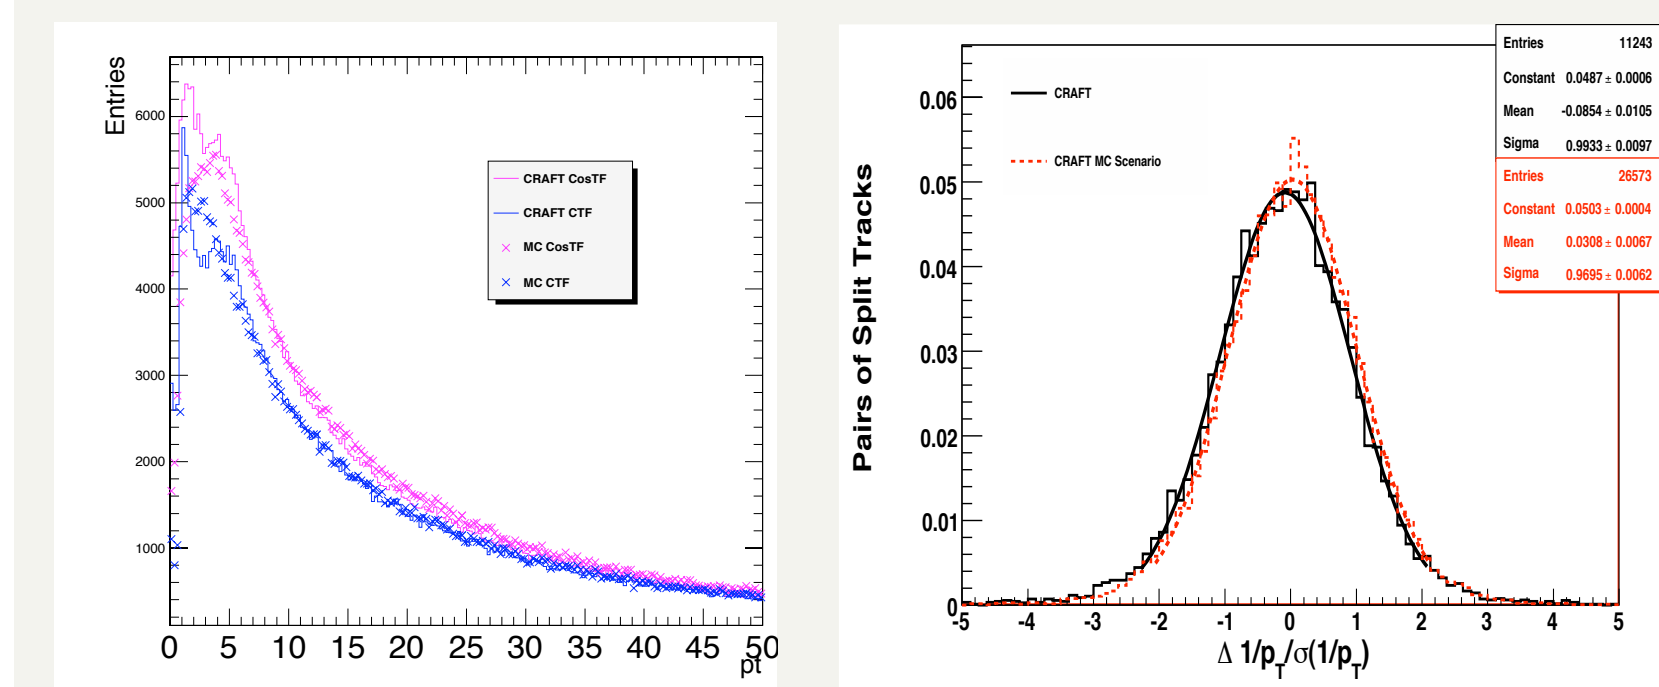 Entries
6000
5000
4000
3000
2000
1000
0 5 10 15 20 25 30 35 40 45 50
pt
CRAFT CosTF
CRAFT CTF
MC CosTF
MC CTF
Pairs of Split Tracks
0.06
0.05
0.04
0.03
0.02
0.01
0
-5 -4 -3 -2 -1 0 1 2 3 4 5
Δ 1/p_T/σ(1/p_T)
CRAFT
CRAFT MC Scenario
Entries 11243
Constant 0.0487 ± 0.0006
Mean -0.0854 ± 0.0105
Sigma 0.9933 ± 0.0097
Entries 26573
Constant 0.0503 ± 0.0004
Mean 0.0308 ± 0.0067
Sigma 0.9695 ± 0.0062